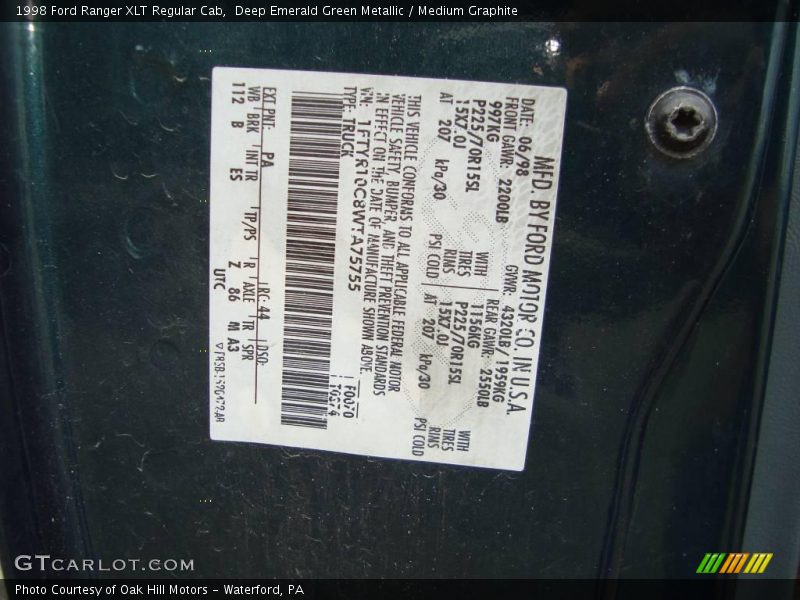 1998 Ford Ranger XLT Regular Cab,  Deep Emerald Green Metallic / Medium Graphite
MFD. BY FORD MOTOR CO. IN U.S.A.
DATE: 06/98 GVWR: 4320LB/ 1959KG
FRONT GAWR: 2200LB REAR GAWR: 2550LB
997KG WITH 1156KG WITH
P225/70R15SL TIRES P225/70R15SL TIRES
15X7.0J RIMS 15X7.0J RIMS
AT 207 kPa/30 PSI COLD AT 207 kPa/30 PSI COLD
THIS VEHICLE CONFORMS TO ALL APPLICABLE FEDERAL MOTOR
VEHICLE SAFETY, BUMPER, AND THEFT PREVENTION STANDARDS
IN EFFECT ON THE DATE OF MANUFACTURE SHOWN ABOVE.
VIN: 1FTYR10C8WTA75755 F0070
TYPE: TRUCK
EXT PNT: PA RC: 44 DSO:
WB BRK INT TR TP/PS R AXLE TR SPR
112 B E5 Z 86 M A3
UTC
GTCARLOT.COM
Photo Courtesy of Oak Hill Motors - Waterford, PA